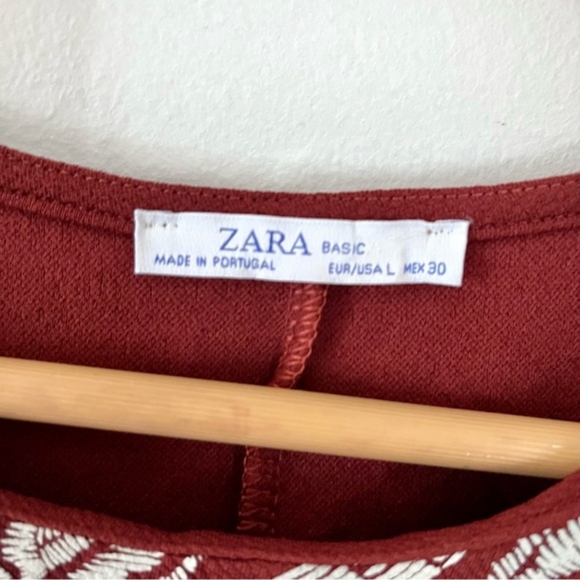 ZARA BASIC
MADE IN PORTUGAL EUR/USA L MEX 30